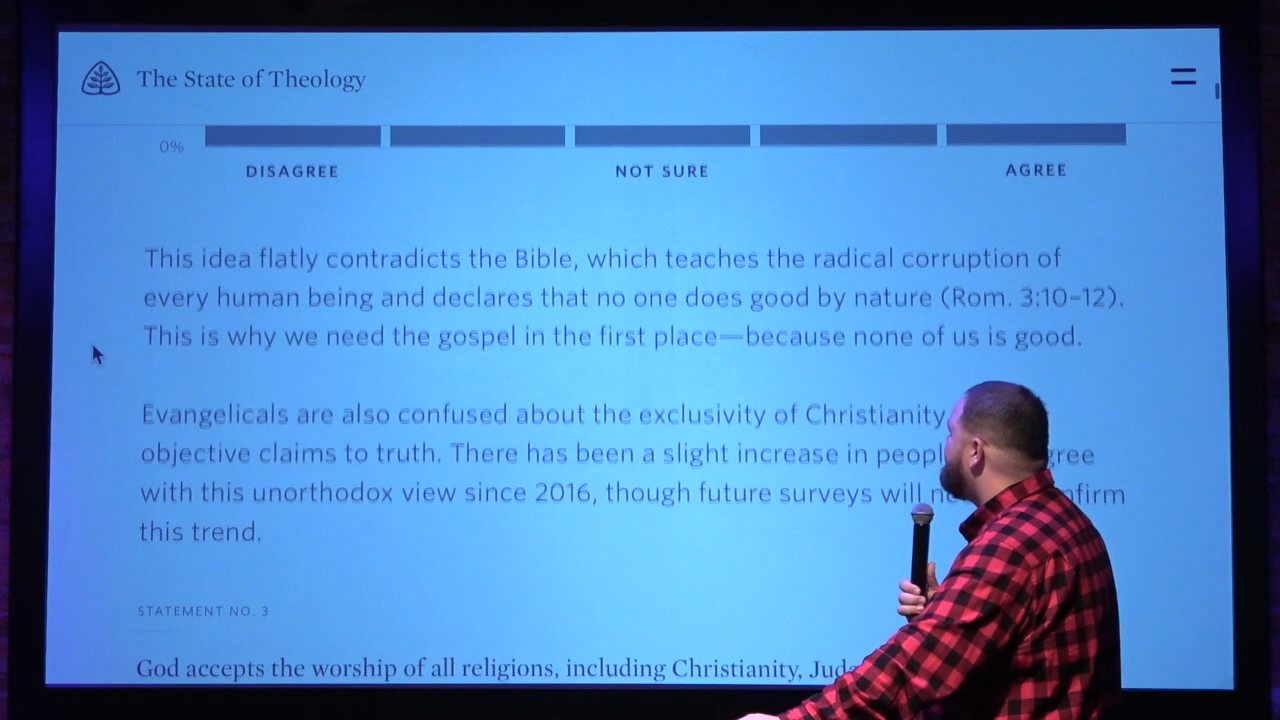 The State of Theology
0%
DISAGREE NOT SURE AGREE
This idea flatly contradicts the Bible, which teaches the radical corruption of
every human being and declares that no one does good by nature (Rom. 3:10–12).
This is why we need the gospel in the first place—because none of us is good.
Evangelicals are also confused about the exclusivity of Christianity
objective claims to truth. There has been a slight increase in
with this unorthodox view since 2016, though future surveys will
this trend.
STATEMENT NO. 3
God accepts the worship of all religions, including Christianity,